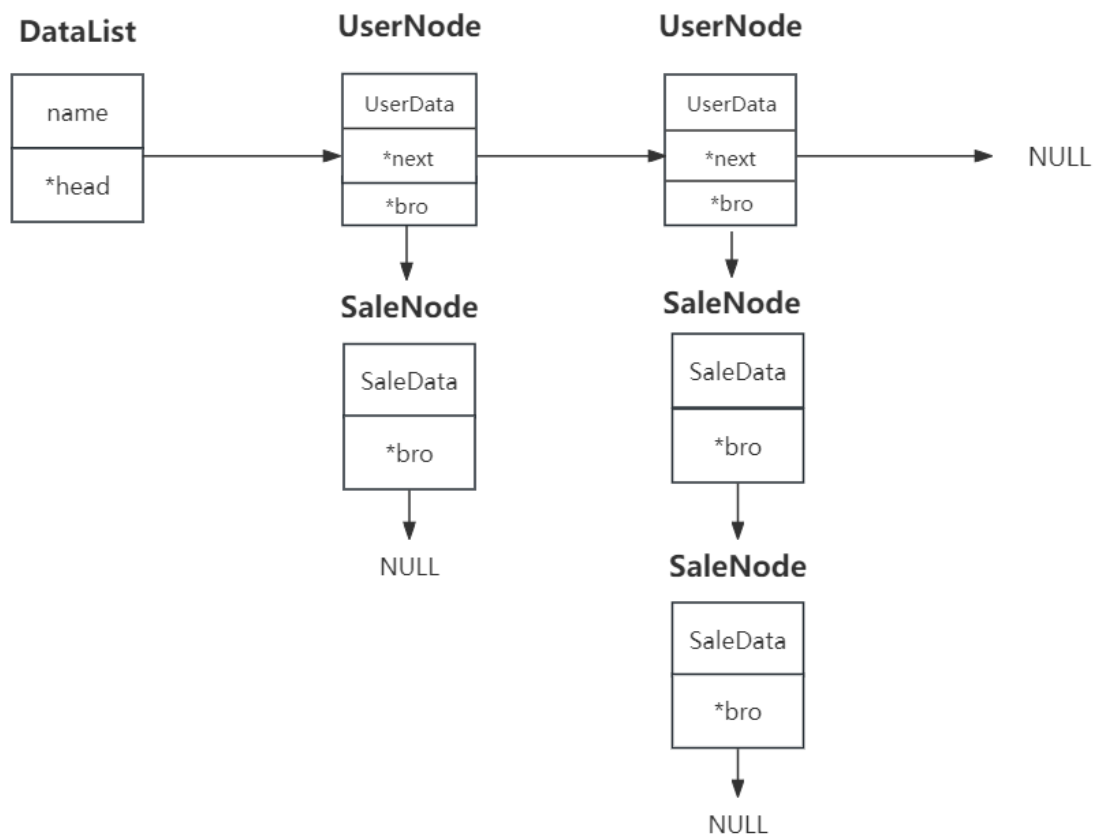 DataList
name
*head
UserNode
UserData
*next
*bro
UserNode
UserData
*next
*bro
NULL
SaleNode
SaleData
*bro
NULL
SaleNode
SaleData
*bro
SaleNode
SaleData
*bro
NULL